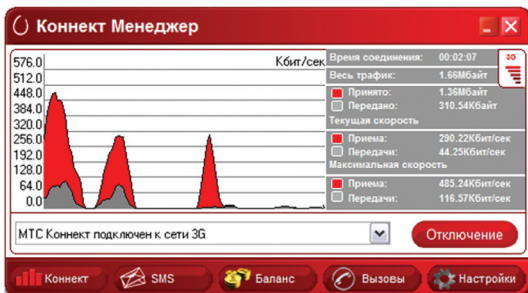 Коннект Менеджер
576.0
512.0
448.0
384.0
320.0
256.0
192.0
128.0
64.0
0.0
Кбит/сек
Время соединения: 00:02:07
Весь трафик: 1.66Мбайт
Принято: 1.36Мбайт
Передано: 310.54Кбайт
Текущая скорость
Приема: 290.22Кбит/сек
Передачи: 44.25Кбит/сек
Максимальная скорость
Приема: 485.24Кбит/сек
Передачи: 116.57Кбит/сек
3G
МТС Коннект подключен к сети 3G
Отключение
Коннект
SMS
Баланс
Вызовы
Настройки